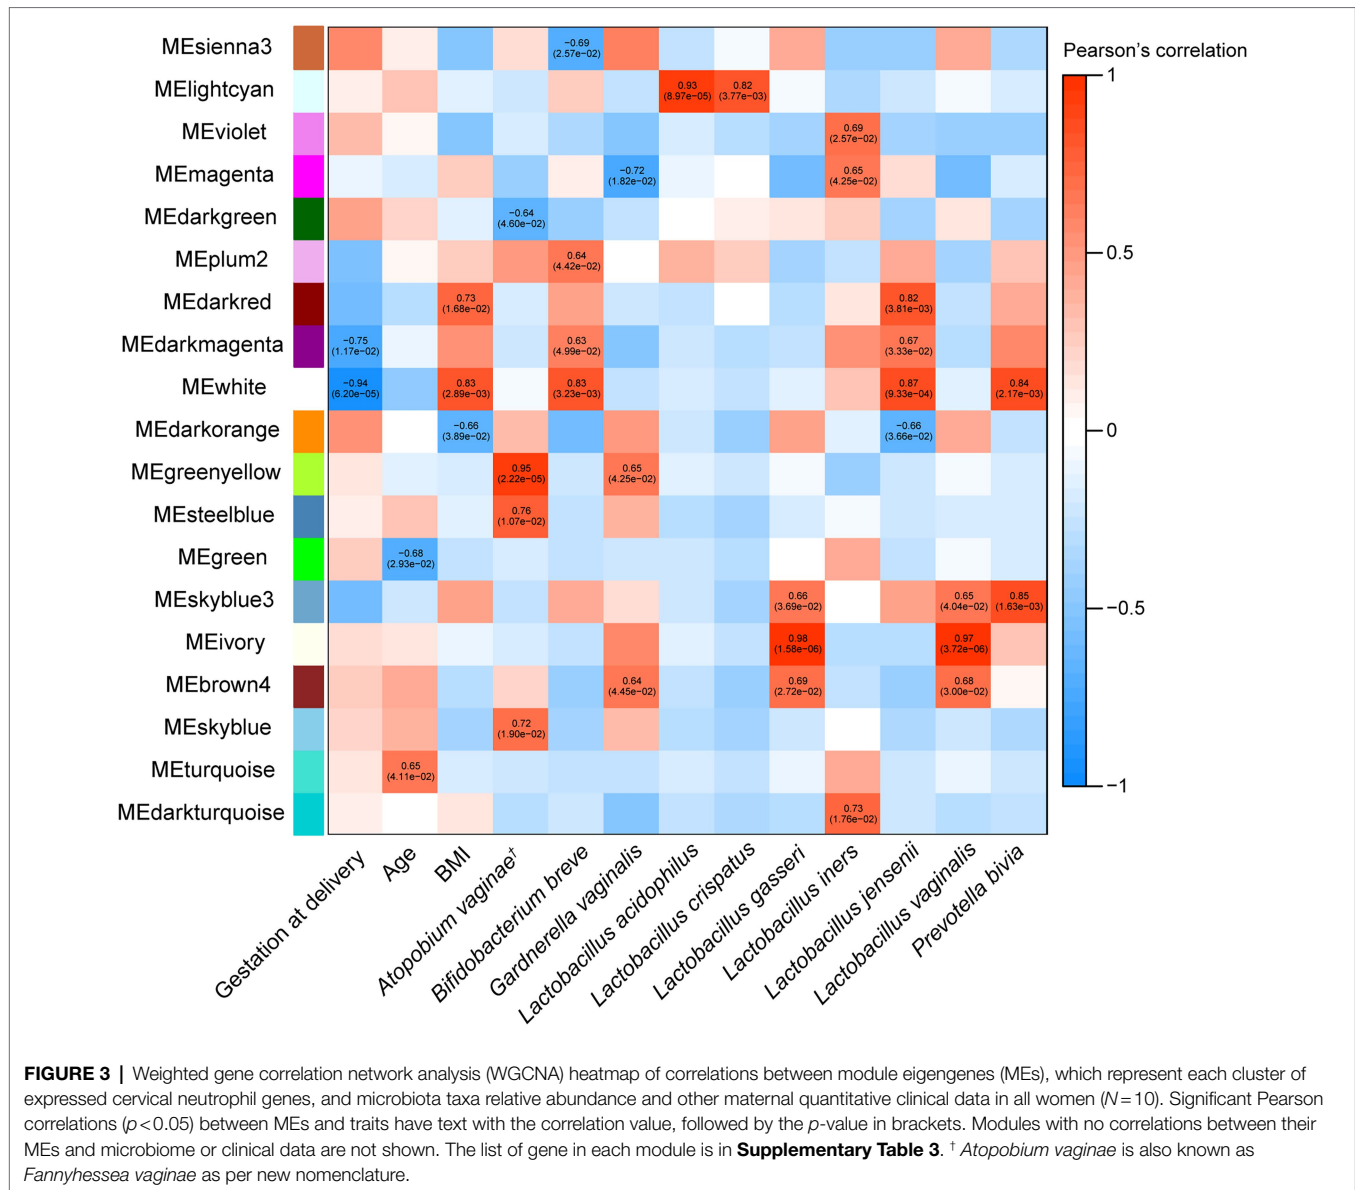 Pearson's correlation
MEsienna3 −0.69
(2.57e−02)
MElightcyan 0.93 0.82
(8.97e−05) (3.77e−03)
MEviolet 0.69
(2.57e−02)
MEmagenta −0.72 0.65
(1.82e−02) (4.25e−02)
MEdarkgreen −0.64
(4.60e−02)
MEplum2 0.64
(4.42e−02)
MEdarkred 0.73 0.82
(1.68e−02) (3.81e−03)
MEdarkmagenta −0.75 0.63 0.67
(1.17e−02) (4.99e−02) (3.33e−02)
MEwhite −0.94 0.83 0.83 0.87 0.84
(6.20e−05) (2.89e−03) (3.23e−03) (9.33e−04) (2.17e−03)
MEdarkorange −0.66 −0.66
(3.89e−02) (3.66e−02)
MEgreenyellow 0.95 0.65
(2.22e−05) (4.25e−02)
MEsteelblue 0.76
(1.07e−02)
MEgreen −0.68
(2.93e−02)
MEskyblue3 0.66 0.65 0.85
(3.69e−02) (4.04e−02) (1.63e−03)
MEivory 0.98 0.97
(1.58e−06) (3.72e−06)
MEbrown4 0.64 0.69 0.68
(4.45e−02) (2.72e−02) (3.00e−02)
MEskyblue 0.72
(1.90e−02)
MEturquoise 0.65
(4.11e−02)
MEdarkturquoise 0.73
(1.76e−02)
1
0.5
0
−0.5
−1
Gestation at delivery
Age
BMI
Atopobium vaginae†
Bifidobacterium breve
Gardnerella vaginalis
Lactobacillus acidophilus
Lactobacillus crispatus
Lactobacillus gasseri
Lactobacillus iners
Lactobacillus jensenii
Lactobacillus vaginalis
Prevotella bivia
FIGURE 3 | Weighted gene correlation network analysis (WGCNA) heatmap of correlations between module eigengenes (MEs), which represent each cluster of
expressed cervical neutrophil genes, and microbiota taxa relative abundance and other maternal quantitative clinical data in all women (N = 10). Significant Pearson
correlations (p < 0.05) between MEs and traits have text with the correlation value, followed by the p-value in brackets. Modules with no correlations between their
MEs and microbiome or clinical data are not shown. The list of gene in each module is in Supplementary Table 3. † Atopobium vaginae is also known as
Fannyhessea vaginae as per new nomenclature.